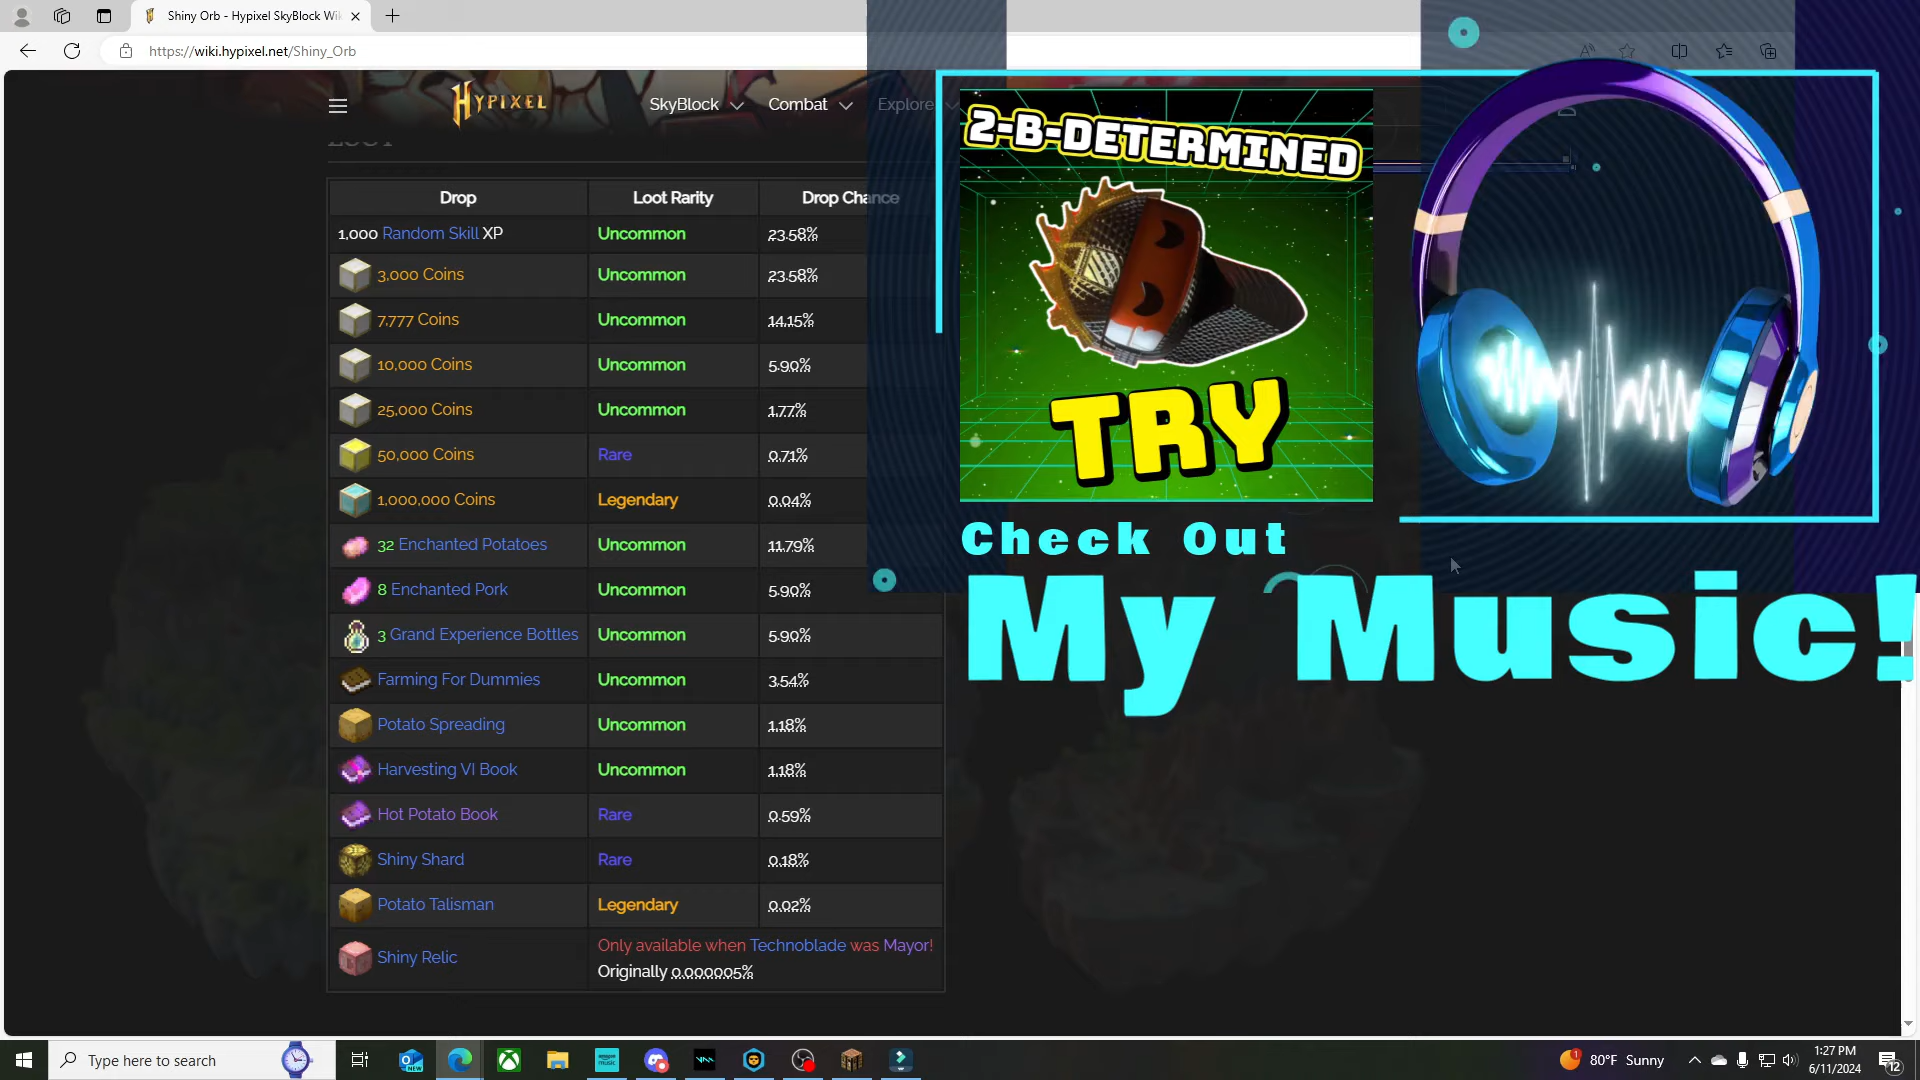 Shiny Orb - Hypixel SkyBlock Wiki
https://wiki.hypixel.net/Shiny_Orb
HYPIXEL
SkyBlock
Combat
Explore
Drop Loot Rarity Drop Chance
1,000 Random Skill XP Uncommon 23.58%
3,000 Coins Uncommon 23.58%
7,777 Coins Uncommon 14.15%
10,000 Coins Uncommon 5.90%
25,000 Coins Uncommon 1.77%
50,000 Coins Rare 0.71%
1,000,000 Coins Legendary 0.04%
32 Enchanted Potatoes Uncommon 11.79%
8 Enchanted Pork Uncommon 5.90%
3 Grand Experience Bottles Uncommon 5.90%
Farming For Dummies Uncommon 3.54%
Potato Spreading Uncommon 1.18%
Harvesting VI Book Uncommon 1.18%
Hot Potato Book Rare 0.59%
Shiny Shard Rare 0.18%
Potato Talisman Legendary 0.02%
Shiny Relic Only available when Technoblade was Mayor!
Originally 0.000005%
2-B-DETERMINED
TRY
Check Out
My Music!
Type here to search
NEW
amazon music
80°F Sunny
1
1:27 PM
6/11/2024
12